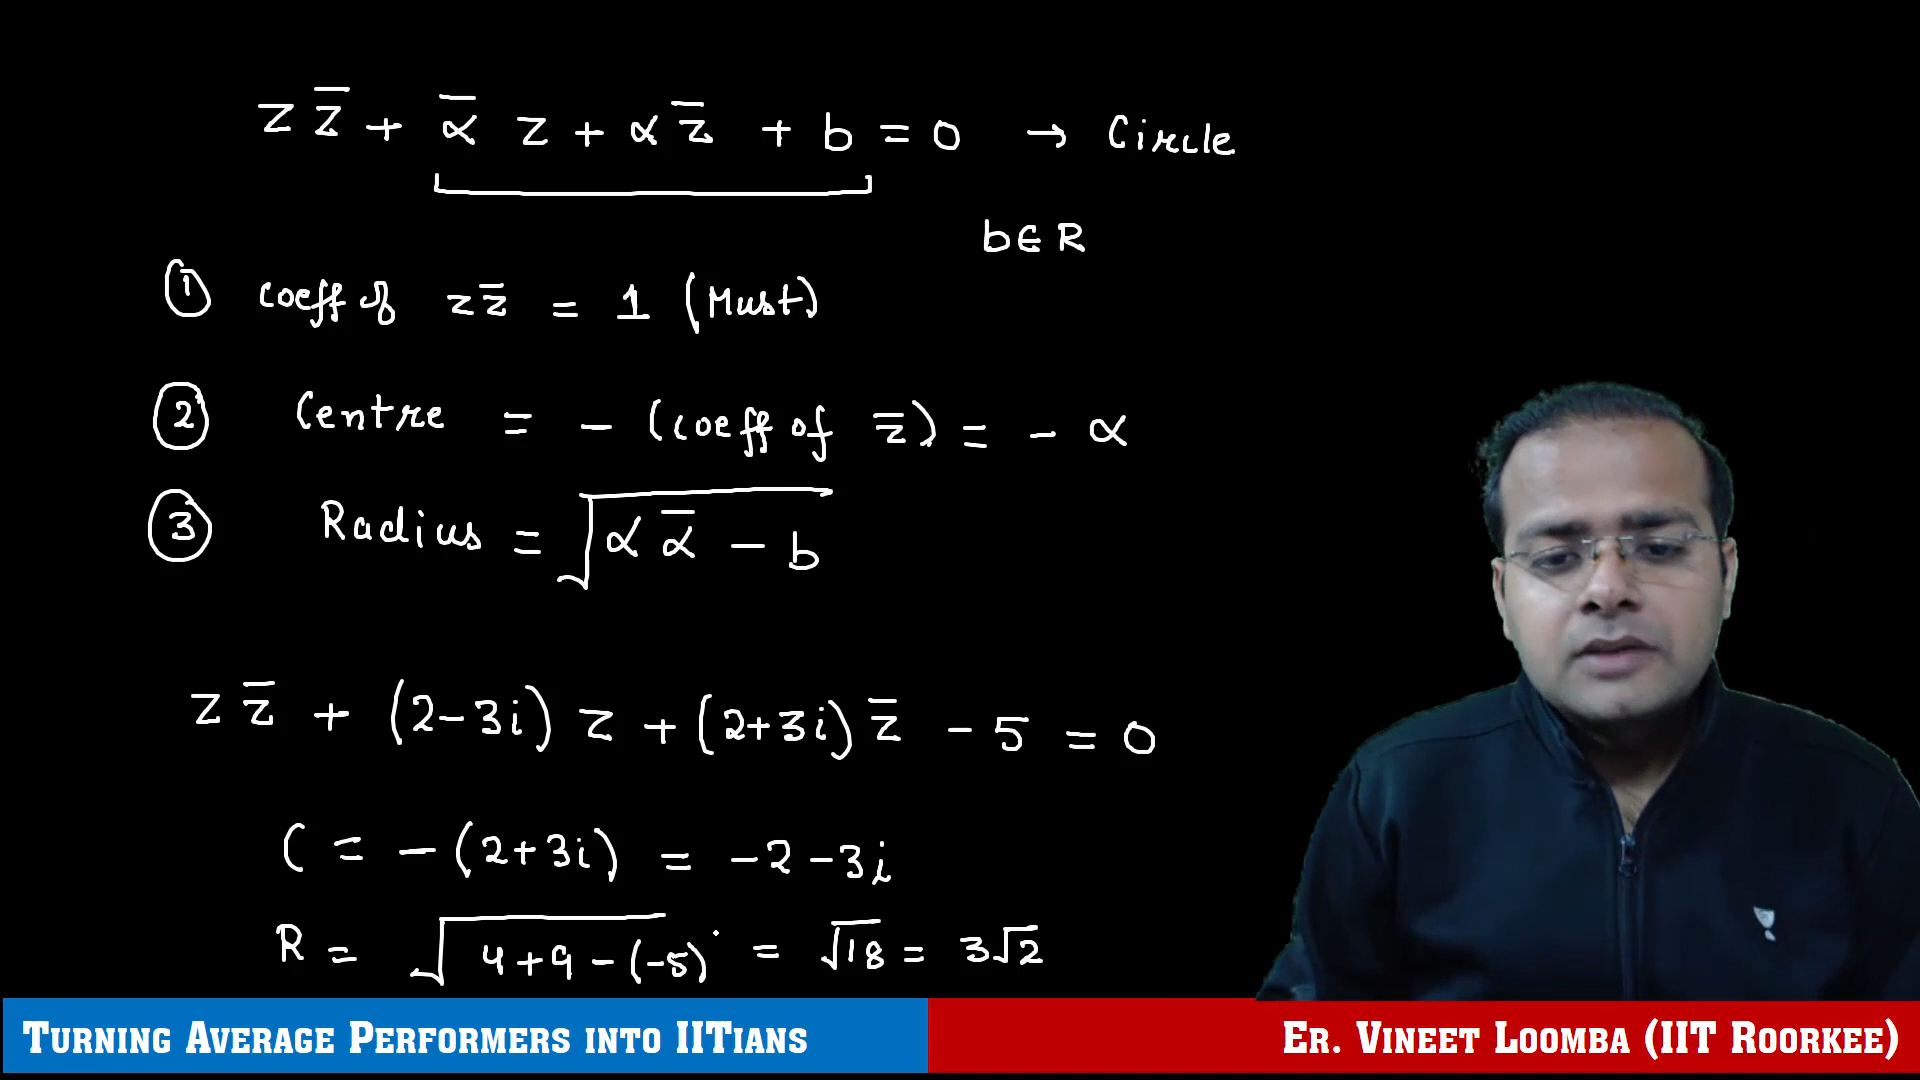 z z̄ + ᾱ z + α z̄ + b = 0 → Circle
b ∈ R
① coeff of z z̄ = 1 (Must)
② Centre = - (coeff of z̄) = - α
③ Radius = √(α ᾱ - b)
z z̄ + (2-3i) z + (2+3i) z̄ - 5 = 0
C = -(2+3i) = -2-3i
R = √(4+9-(-5)) = √18 = 3√2
TURNING AVERAGE PERFORMERS INTO IITIANS
ER. VINEET LOOMBA (IIT ROORKEE)